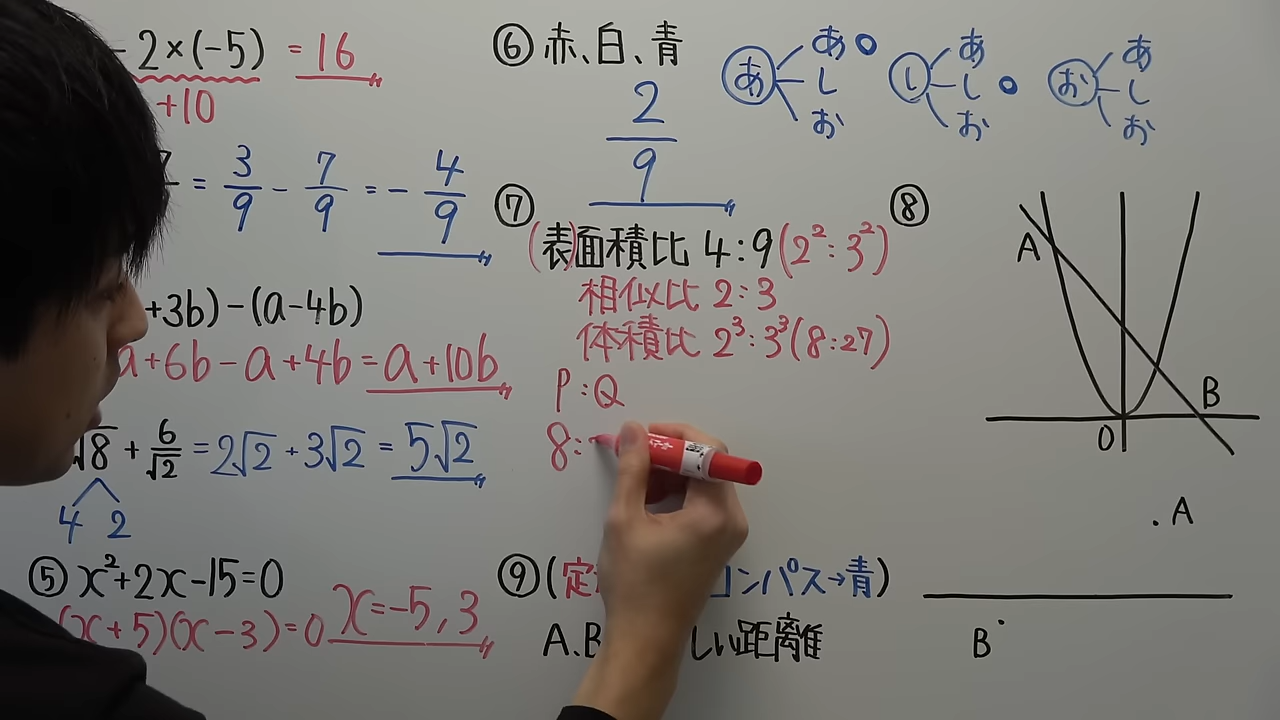 - 2×(-5) = 16
+10
= 3/9 - 7/9 = - 4/9
+3b)-(a-4b)
a+6b-a+4b = a+10b
√8 + 6/√2 = 2√2 + 3√2 = 5√2
4 2
⑤ x²+2x-15=0
(x+5)(x-3)=0 x=-5,3
⑥ 赤、白、青
2/9
あ あ し お
し あ し お
お あ し お
⑦
(表)面積比 4:9 (2²:3²)
相似比 2:3
体積比 2³:3³(8:27)
P:Q
8:
⑧
A
B
O
⑨(定 コンパス→青)
A.B しい距離
.A
B